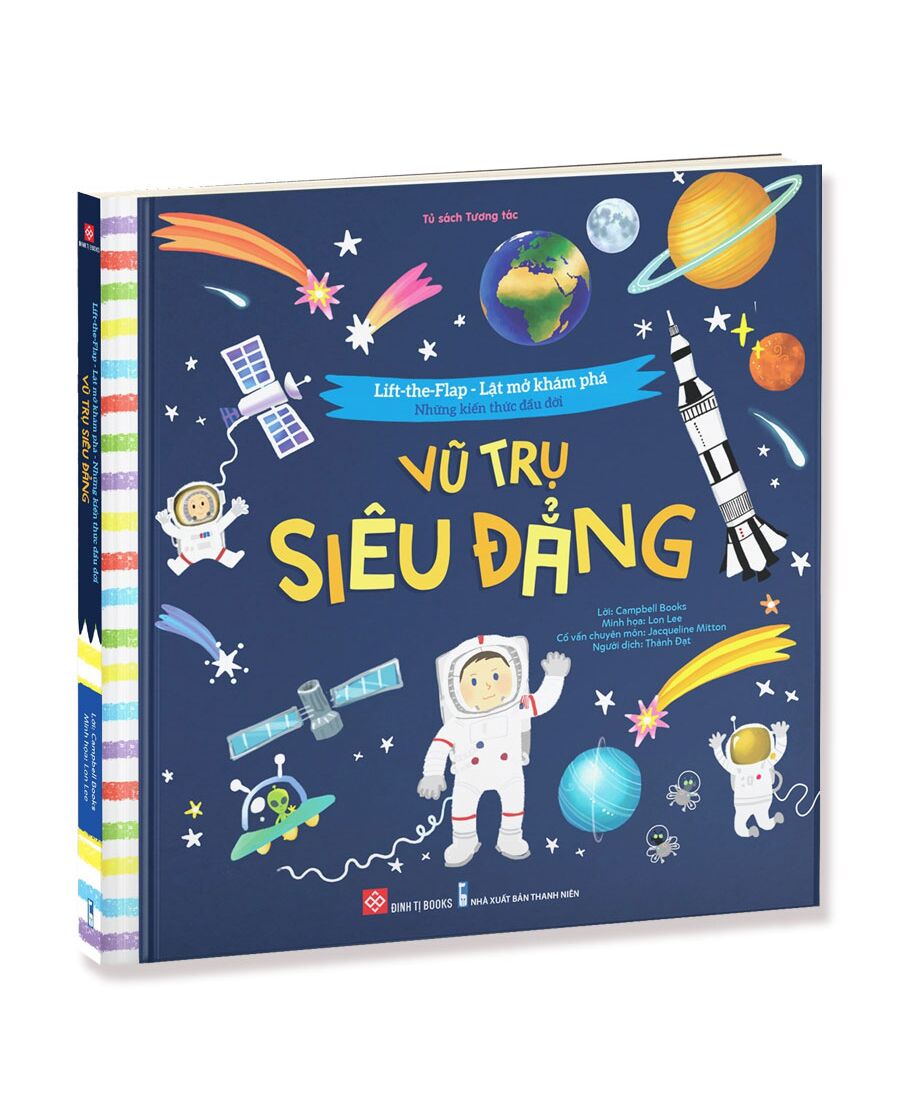 Tủ sách Tương tác
Lift-the-Flap - Lật mở khám phá
Những kiến thức đầu đời
VŨ TRỤ
SIÊU ĐẲNG
Lời: Campbell Books
Minh họa: Lon Lee
Cố vấn chuyên môn: Jacqueline Mitton
Người dịch: Thành Đạt
ĐINH TỊ BOOKS
NHÀ XUẤT BẢN THANH NIÊN
ĐINH TỊ BOOKS
Lift-the-Flap - Lật mở khám phá - Những kiến thức đầu đời
VŨ TRỤ SIÊU ĐẲNG
Lời: Campbell Books
Minh họa: Lon Lee